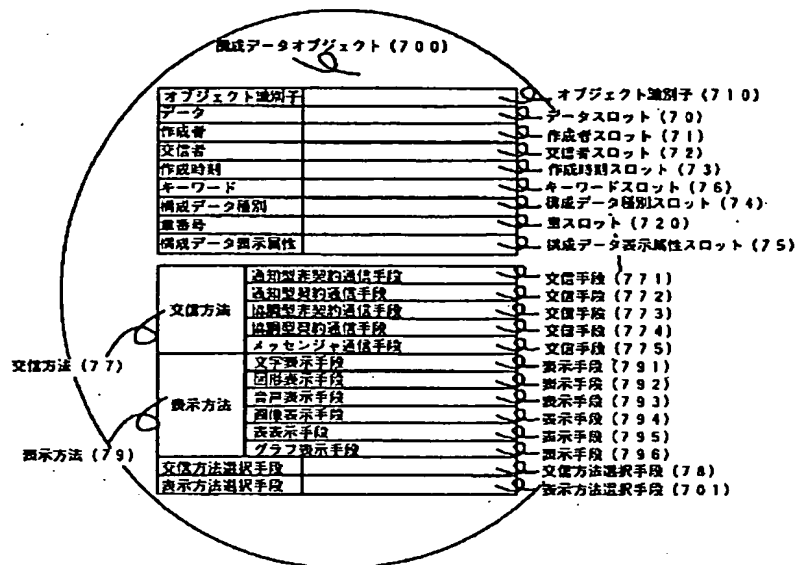 構成データオブジェクト (700)
オブジェクト識別子 オブジェクト識別子 (710)
データ データスロット (70)
作成者 作成者スロット (71)
交信者 交信者スロット (72)
作成時刻 作成時刻スロット (73)
キーワード キーワードスロット (76)
構成データ種別 構成データ種別スロット (74)
章番号 章スロット (720)
構成データ表示属性 構成データ表示属性スロット (75)
通知型非契約通信手段 交信手段 (771)
通知型契約通信手段 交信手段 (772)
交信方法 協調型非契約通信手段 交信手段 (773)
協調型契約通信手段 交信手段 (774)
メッセンジャ通信手段 交信手段 (775)
交信方法 (77)
文字表示手段 表示手段 (791)
図形表示手段 表示手段 (792)
表示方法 音声表示手段 表示手段 (793)
画像表示手段 表示手段 (794)
表表示手段 表示手段 (795)
グラフ表示手段 表示手段 (796)
表示方法 (79)
交信方法選択手段 交信方法選択手段 (78)
表示方法選択手段 表示方法選択手段 (701)